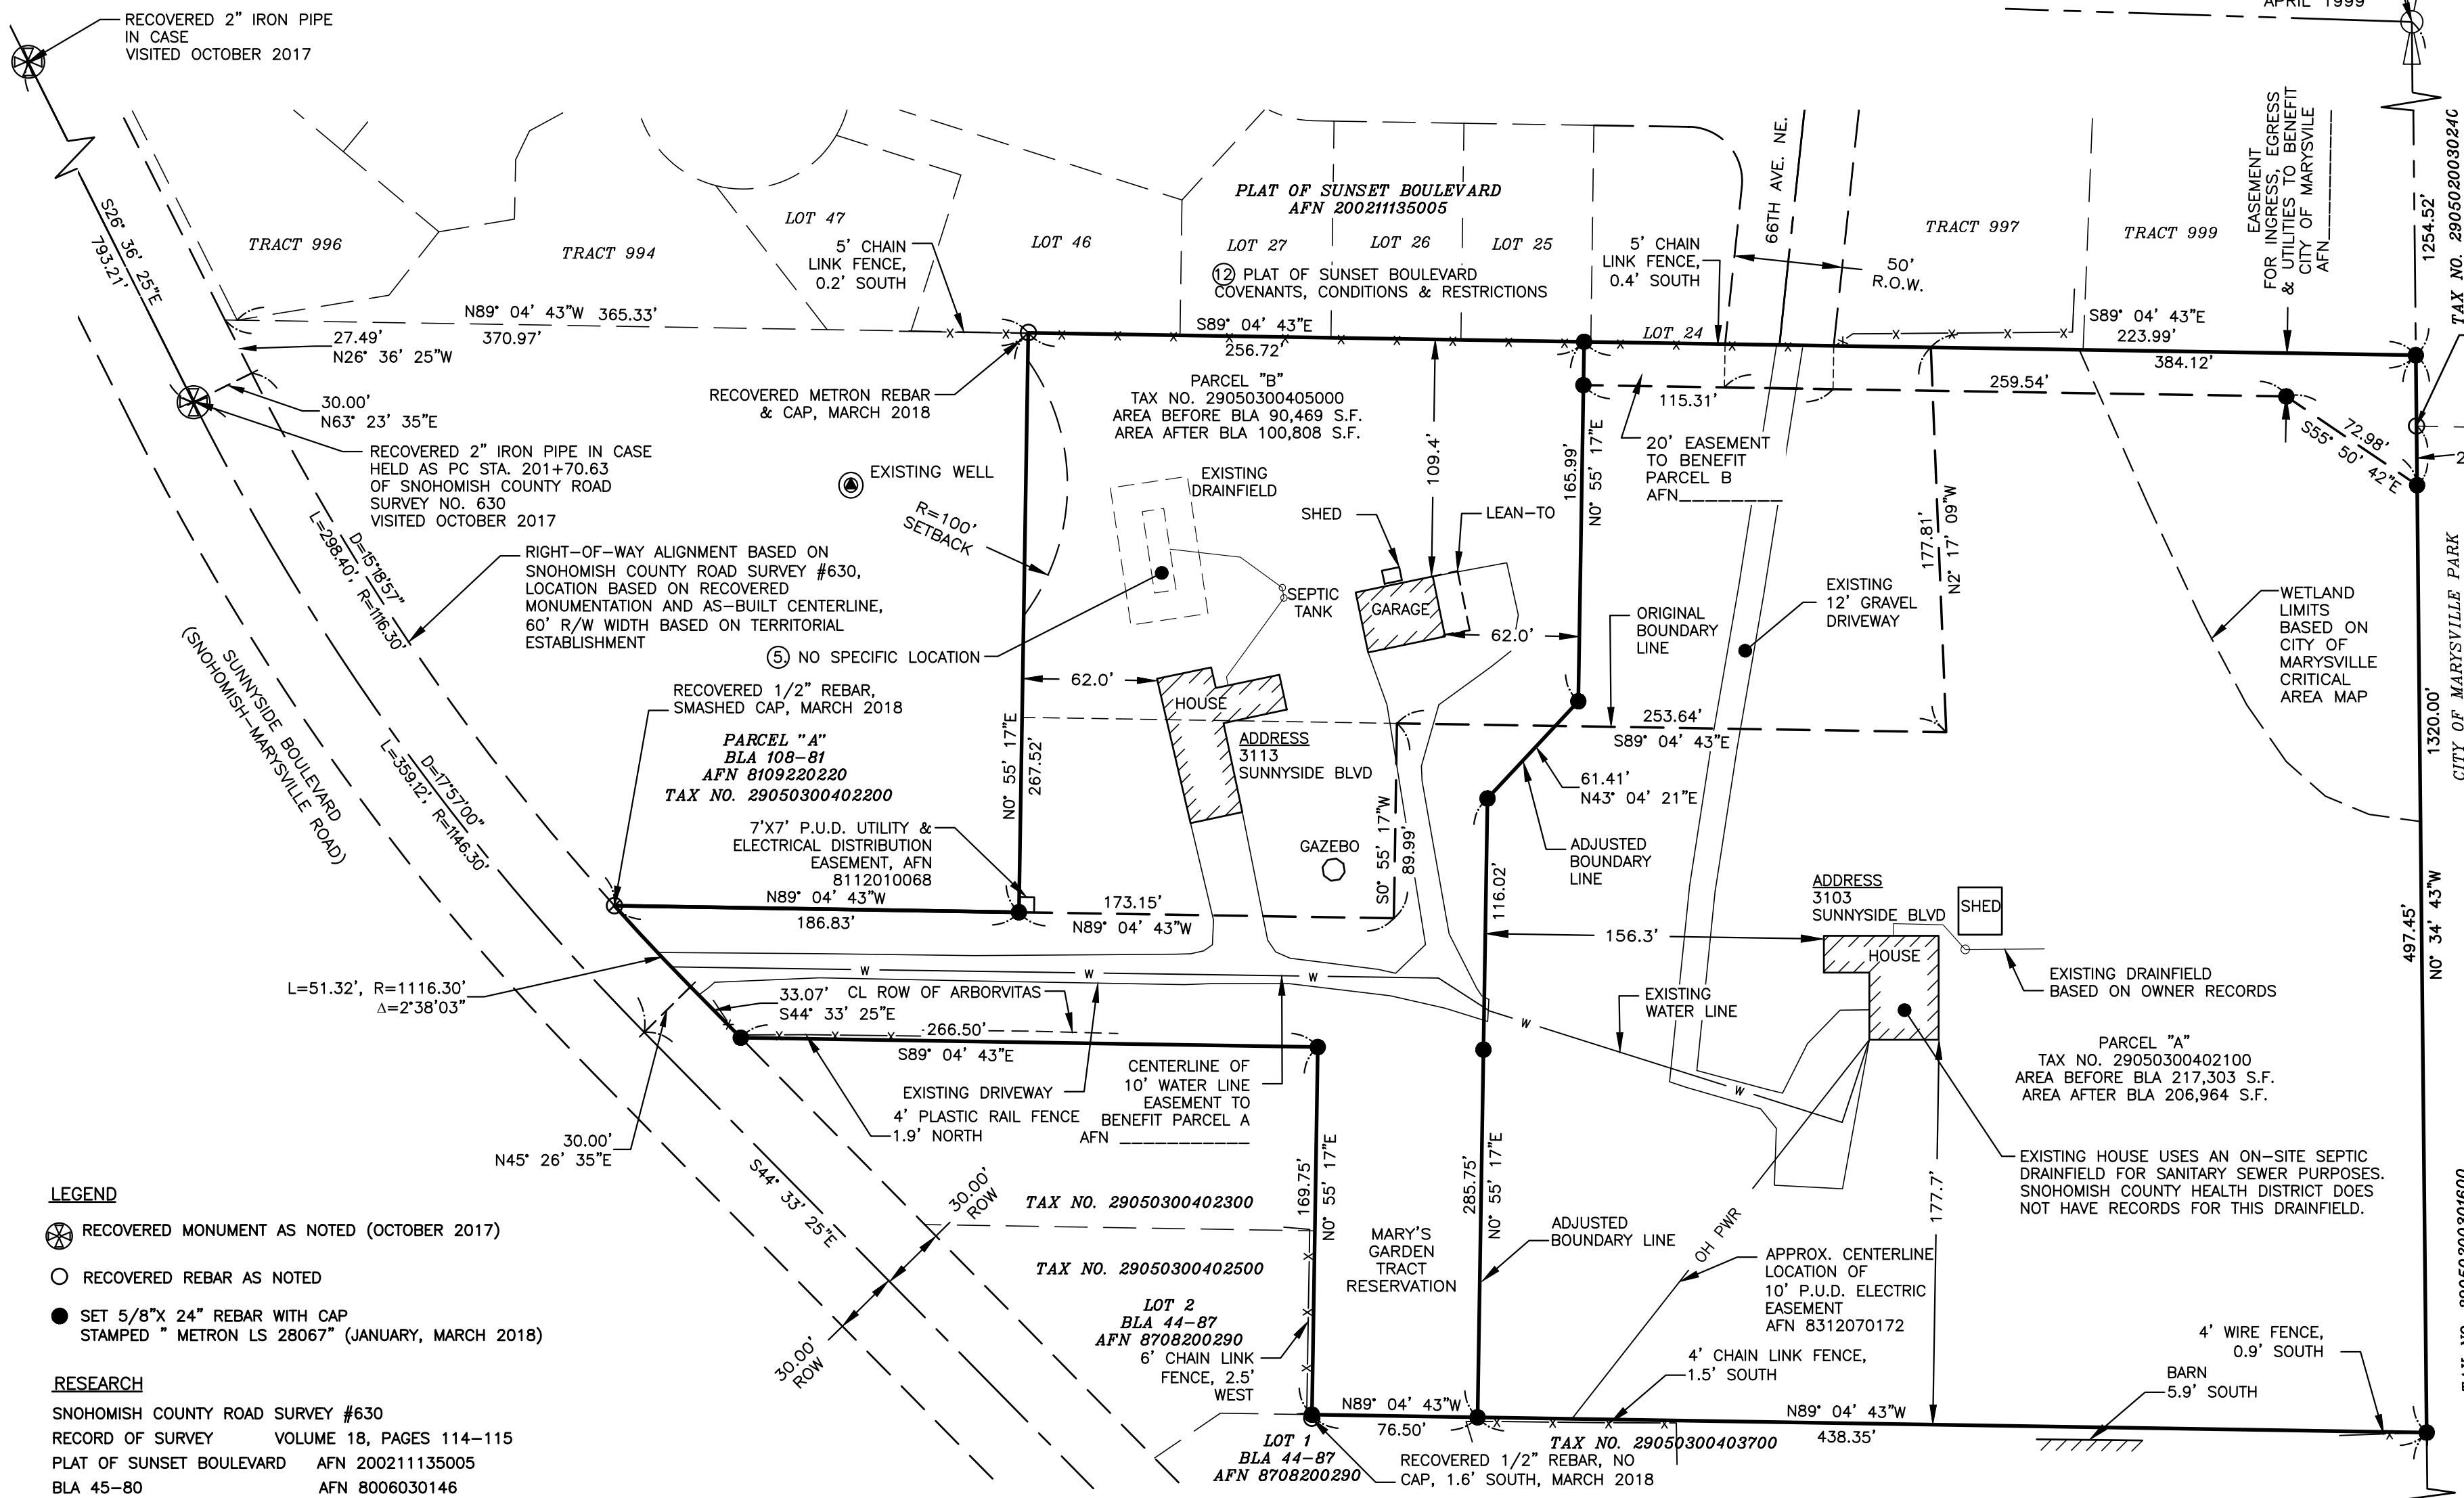 RECOVERED 2" IRON PIPE
IN CASE
VISITED OCTOBER 2017
APRIL 1999
S26° 36' 25"E
793.21'
TRACT 996
TRACT 994
LOT 47
5' CHAIN
LINK FENCE,
0.2' SOUTH
LOT 46
PLAT OF SUNSET BOULEVARD
AFN 200211135005
LOT 27
LOT 26
LOT 25
12 PLAT OF SUNSET BOULEVARD
COVENANTS, CONDITIONS & RESTRICTIONS
5' CHAIN
LINK FENCE,
0.4' SOUTH
LOT 24
66TH AVE. NE.
50'
R.O.W.
TRACT 997
TRACT 999
EASEMENT
FOR INGRESS, EGRESS
& UTILITIES TO BENEFIT
CITY OF MARYSVILE
AFN___________
1254.52'
TAX NO. 290502003024
N89° 04' 43"W 365.33'
370.97'
27.49'
N26° 36' 25"W
S89° 04' 43"E
256.72'
S89° 04' 43"E
223.99'
384.12'
259.54'
115.31'
72.98'
S55° 50' 42"E
2
30.00'
N63° 23' 35"E
RECOVERED METRON REBAR
& CAP, MARCH 2018
PARCEL "B"
TAX NO. 29050300405000
AREA BEFORE BLA 90,469 S.F.
AREA AFTER BLA 100,808 S.F.
109.4'
165.99'
N0° 55' 17"E
20' EASEMENT
TO BENEFIT
PARCEL B
AFN_________
RECOVERED 2" IRON PIPE IN CASE
HELD AS PC STA. 201+70.63
OF SNOHOMISH COUNTY ROAD
SURVEY NO. 630
VISITED OCTOBER 2017
EXISTING WELL
R=100'
SETBACK
EXISTING
DRAINFIELD
SHED
LEAN-TO
177.81'
N2° 17' 09"W
D=15°18'57"
L=298.40', R=1116.30'
RIGHT-OF-WAY ALIGNMENT BASED ON
SNOHOMISH COUNTY ROAD SURVEY #630,
LOCATION BASED ON RECOVERED
MONUMENTATION AND AS-BUILT CENTERLINE,
60' R/W WIDTH BASED ON TERRITORIAL
ESTABLISHMENT
5. NO SPECIFIC LOCATION
SEPTIC
TANK
GARAGE
62.0'
ORIGINAL
BOUNDARY
LINE
EXISTING
12' GRAVEL
DRIVEWAY
WETLAND
LIMITS
BASED ON
CITY OF
MARYSVILLE
CRITICAL
AREA MAP
CITY OF MARYSVILLE PARK
1320.00'
SUNNYSIDE BOULEVARD
(SNOHOMISH-MARYSVILLE ROAD)
RECOVERED 1/2" REBAR,
SMASHED CAP, MARCH 2018
62.0'
HOUSE
PARCEL "A"
BLA 108-81
AFN 8109220220
TAX NO. 29050300402200
N0° 55' 17"E
267.52'
ADDRESS
3113
SUNNYSIDE BLVD
253.64'
S89° 04' 43"E
61.41'
N43° 04' 21"E
D=17°57'00"
L=359.12', R=1146.30'
7'X7' P.U.D. UTILITY &
ELECTRICAL DISTRIBUTION
EASEMENT, AFN
8112010068
GAZEBO
S0° 55' 17"W
89.99'
ADJUSTED
BOUNDARY
LINE
116.02'
N89° 04' 43"W
186.83'
173.15'
N89° 04' 43"W
ADDRESS
3103
SUNNYSIDE BLVD
SHED
156.3'
HOUSE
497.45'
N0° 34' 43"W
W W W W W
L=51.32', R=1116.30'
Δ=2°38'03"
33.07'
S44° 33' 25"E
CL ROW OF ARBORVITAS
EXISTING
WATER LINE
EXISTING DRAINFIELD
BASED ON OWNER RECORDS
266.50'
S89° 04' 43"E
EXISTING DRIVEWAY
CENTERLINE OF
10' WATER LINE
EASEMENT TO
BENEFIT PARCEL A
AFN ___________
4' PLASTIC RAIL FENCE
1.9' NORTH
PARCEL "A"
TAX NO. 29050300402100
AREA BEFORE BLA 217,303 S.F.
AREA AFTER BLA 206,964 S.F.
30.00'
N45° 26' 35"E
S44° 33' 25"E
30.00'
ROW
30.00'
ROW
TAX NO. 29050300402300
TAX NO. 29050300402500
LOT 2
BLA 44-87
AFN 8708200290
6' CHAIN LINK
FENCE, 2.5'
WEST
169.75'
N0° 55' 17"E
MARY'S
GARDEN
TRACT
RESERVATION
285.75'
N0° 55' 17"E
ADJUSTED
BOUNDARY LINE
OH PWR
177.7'
EXISTING HOUSE USES AN ON-SITE SEPTIC
DRAINFIELD FOR SANITARY SEWER PURPOSES.
SNOHOMISH COUNTY HEALTH DISTRICT DOES
NOT HAVE RECORDS FOR THIS DRAINFIELD.
APPROX. CENTERLINE
LOCATION OF
10' P.U.D. ELECTRIC
EASEMENT
AFN 8312070172
4' CHAIN LINK FENCE,
1.5' SOUTH
BARN
5.9' SOUTH
4' WIRE FENCE,
0.9' SOUTH
N89° 04' 43"W
76.50'
N89° 04' 43"W
438.35'
TAX NO. 29050300403700
LOT 1
BLA 44-87
AFN 8708200290
RECOVERED 1/2" REBAR, NO
CAP, 1.6' SOUTH, MARCH 2018
LEGEND
RECOVERED MONUMENT AS NOTED (OCTOBER 2017)
RECOVERED REBAR AS NOTED
SET 5/8"X 24" REBAR WITH CAP
STAMPED " METRON LS 28067" (JANUARY, MARCH 2018)
RESEARCH
SNOHOMISH COUNTY ROAD SURVEY #630
RECORD OF SURVEY VOLUME 18, PAGES 114-115
PLAT OF SUNSET BOULEVARD AFN 200211135005
BLA 45-80 AFN 8006030146